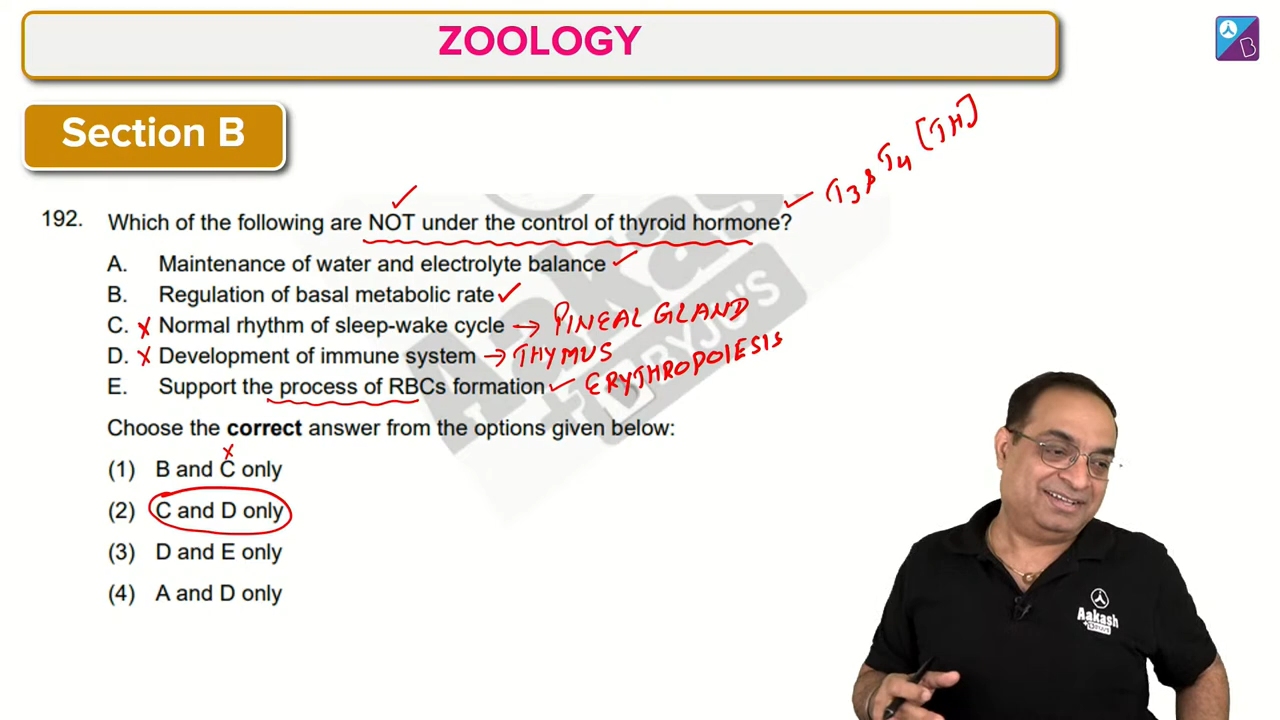 ZOOLOGY
B
Section B
T3 & T4 [TH]
192. Which of the following are NOT under the control of thyroid hormone?
A. Maintenance of water and electrolyte balance
B. Regulation of basal metabolic rate
C. Normal rhythm of sleep-wake cycle → PINEAL GLAND
D. Development of immune system → THYMUS
E. Support the process of RBCs formation ERYTHROPOIESIS
Choose the correct answer from the options given below:
(1) B and C only
(2) C and D only
(3) D and E only
(4) A and D only
Aakash
+BYJU'S
Aakash
+BYJU'S